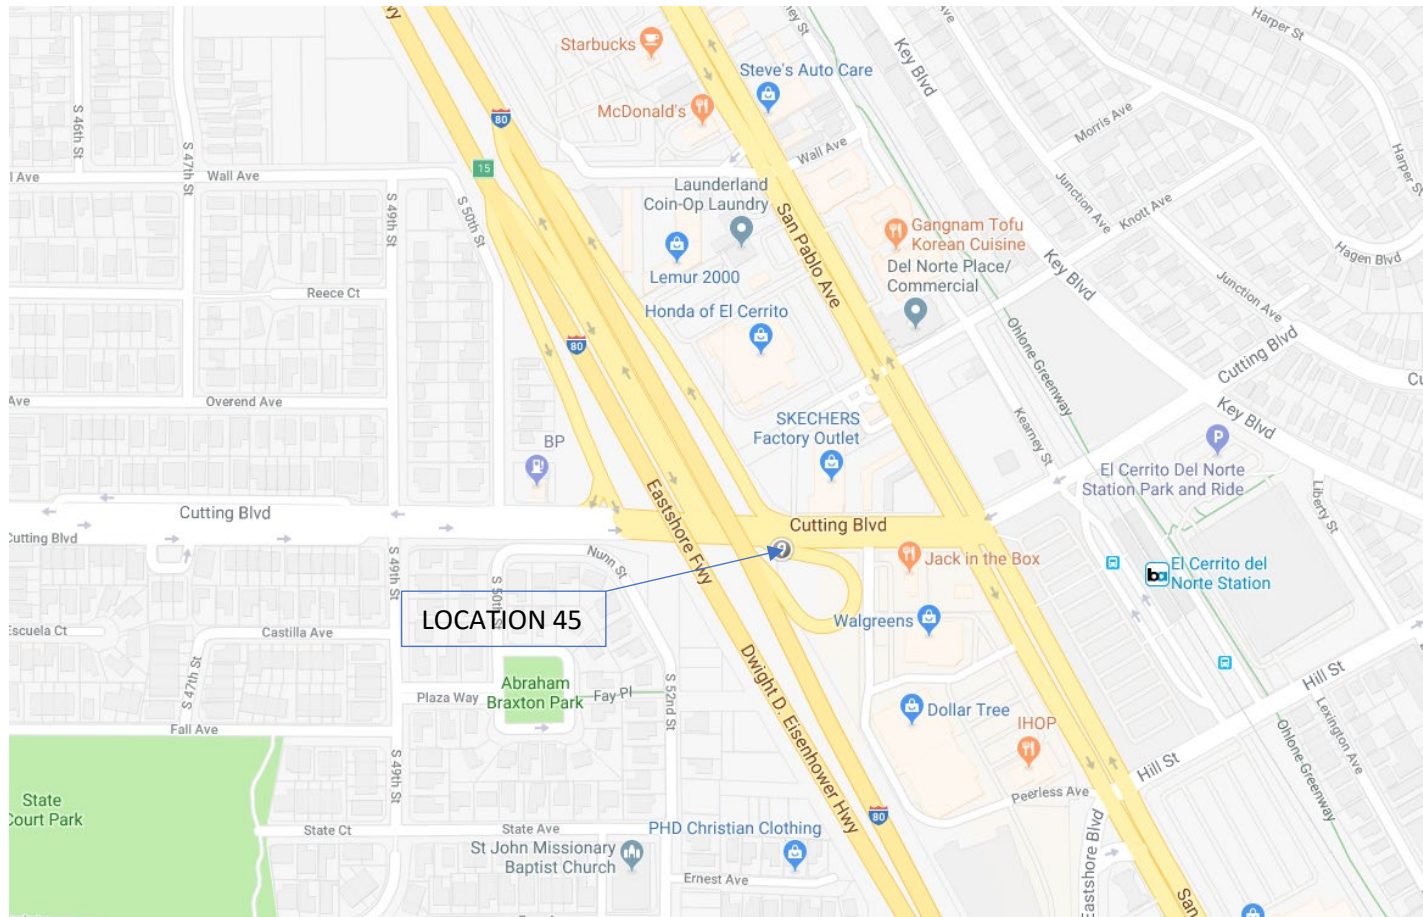 Hwy
Harper St
Starbucks
ney St
Key Blvd
Steve's Auto Care
McDonald's
80
S 46th St
Morris Ave
S 47th St
Harper St
Wall Ave
l Ave
Wall Ave
15
Launderland
Coin-Op Laundry
S 49th St
S 50th St
San Pablo Ave
Junction Ave
Knott Ave
Gangnam Tofu
Korean Cuisine
Hagen Blvd
Lemur 2000
Del Norte Place/
Commercial
Key Blvd
Reece Ct
Junction Ave
Honda of El Cerrito
80
Ohlone Greenway
Cutting Blvd
Cu
Ave
Overend Ave
Key Blvd
SKECHERS
Factory Outlet
Kearney St
BP
P
El Cerrito Del Norte
Station Park and Ride
Eastshore Fwy
Liberty St
Cutting Blvd
Cutting Blvd
Cutting Blvd
Nunn St
Jack in the Box
S 49th St
S 50th St
ba
El Cerrito del
Norte Station
LOCATION 45
Escuela Ct
Castilla Ave
Walgreens
S 47th St
Hill St
Abraham
Braxton Park
Plaza Way
Fay Pl
S 52nd St
Dwight D. Eisenhower Hwy
Dollar Tree
Lexington Ave
Fall Ave
IHOP
Ohlone Greenway
Hill St
S 49th St
Peerless Ave
State
Court Park
80
State Ct
State Ave
PHD Christian Clothing
St John Missionary
Baptist Church
Eastshore Blvd
Ernest Ave
San